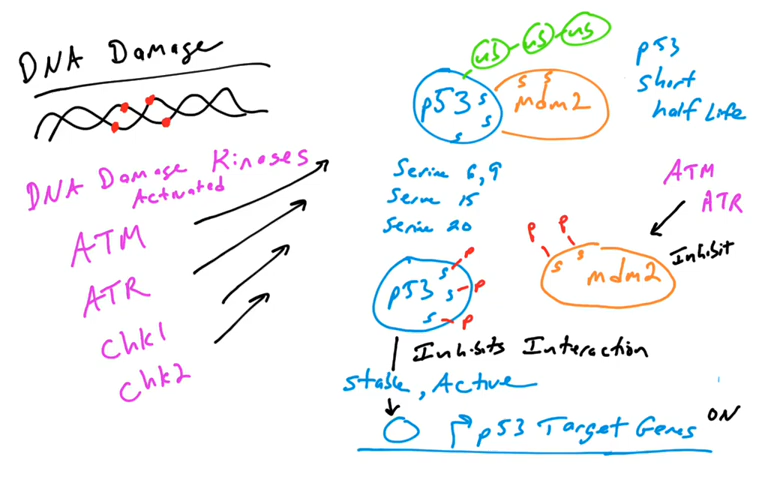 DNA Damage
DNA Damage Kinases
Activated
ATM
ATR
Chk1
Chk2
ub ub ub
p53 s s s
s s mdm2
p53
short
half Life
Serine 6,9
Serine 15
Serine 20
ATM
ATR
Inhibit
P P
s s mdm2
p53 s P
s P
s P
Inhibits Interaction
stable, Active
p53 Target Genes ON